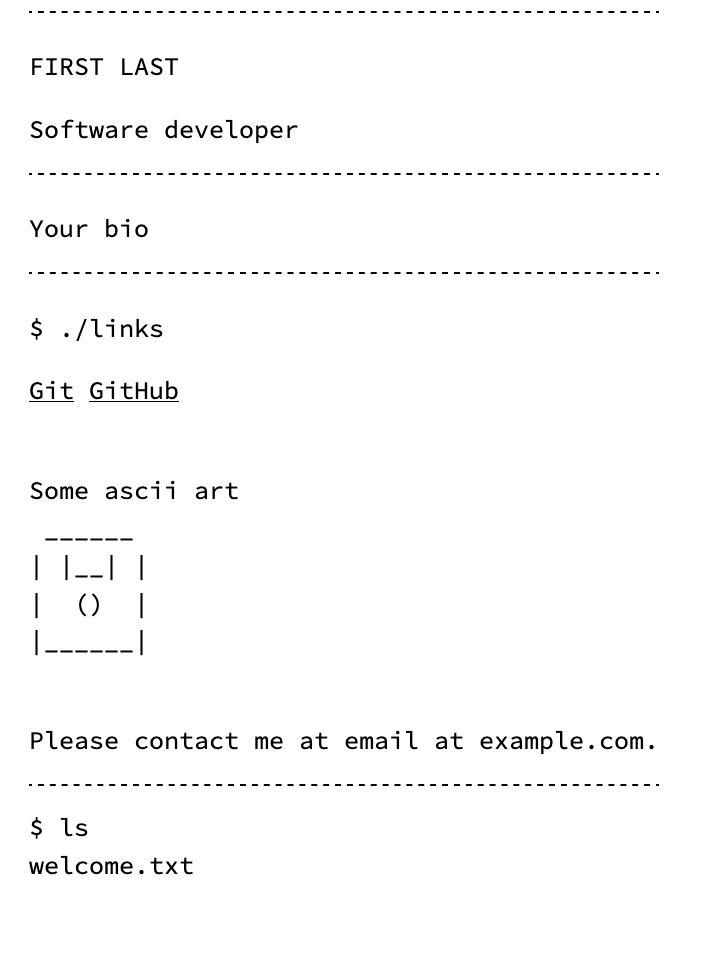 FIRST LAST
Software developer
Your bio
$ ./links
Git GitHub
Some ascii art
 ______
| |__| |
|  ()  |
|______|
Please contact me at email at example.com.
$ ls
welcome.txt